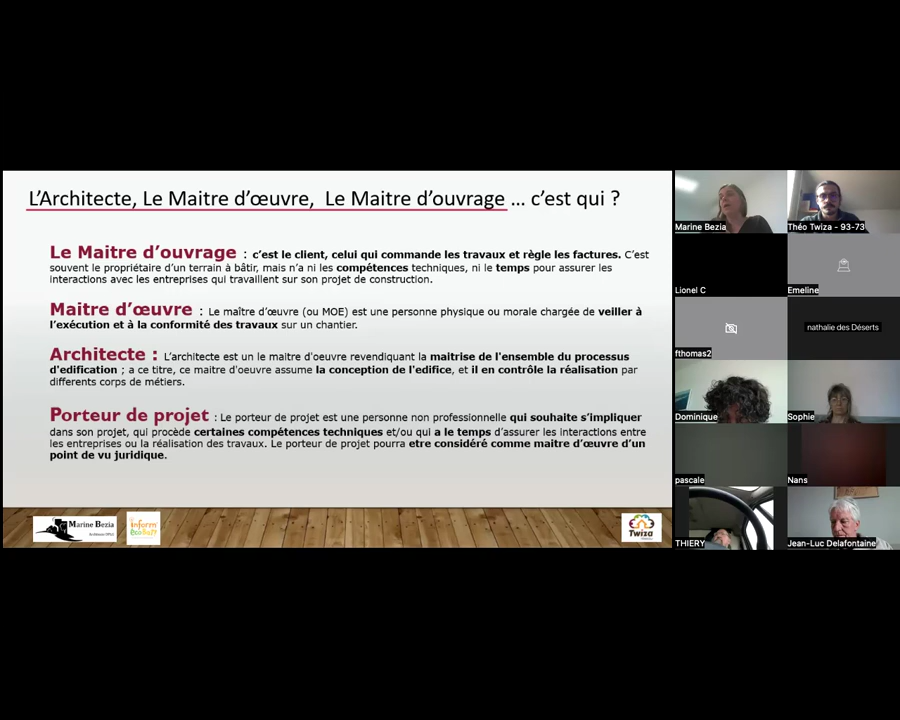 L'Architecte, Le Maitre d'œuvre, Le Maitre d'ouvrage ... c'est qui ?
Le Maitre d'ouvrage : c'est le client, celui qui commande les travaux et règle les factures. C'est
souvent le propriétaire d'un terrain à bâtir, mais n'a ni les compétences techniques, ni le temps pour assurer les
interactions avec les entreprises qui travaillent sur son projet de construction.
Maitre d'œuvre : Le maître d'œuvre (ou MOE) est une personne physique ou morale chargée de veiller à
l'exécution et à la conformité des travaux sur un chantier.
Architecte : L'architecte est un le maitre d'oeuvre revendiquant la maitrise de l'ensemble du processus
d'edification ; a ce titre, ce maitre d'oeuvre assume la conception de l'edifice, et il en contrôle la réalisation par
differents corps de métiers.
Porteur de projet : Le porteur de projet est une personne non professionnelle qui souhaite s'impliquer
dans son projet, qui procède certaines compétences techniques et/ou qui a le temps d'assurer les interactions entre
les entreprises ou la réalisation des travaux. Le porteur de projet pourra etre considéré comme maitre d'œuvre d'un
point de vu juridique.
Marine Bezia
inform
Twiza
Marine Bezia
Théo Twiza - 93-73
Lionel C
Emeline
fthomas2
nathalie des Déserts
Dominique
Sophie
pascale
Nans
THIERY
Jean-Luc Delafontaine